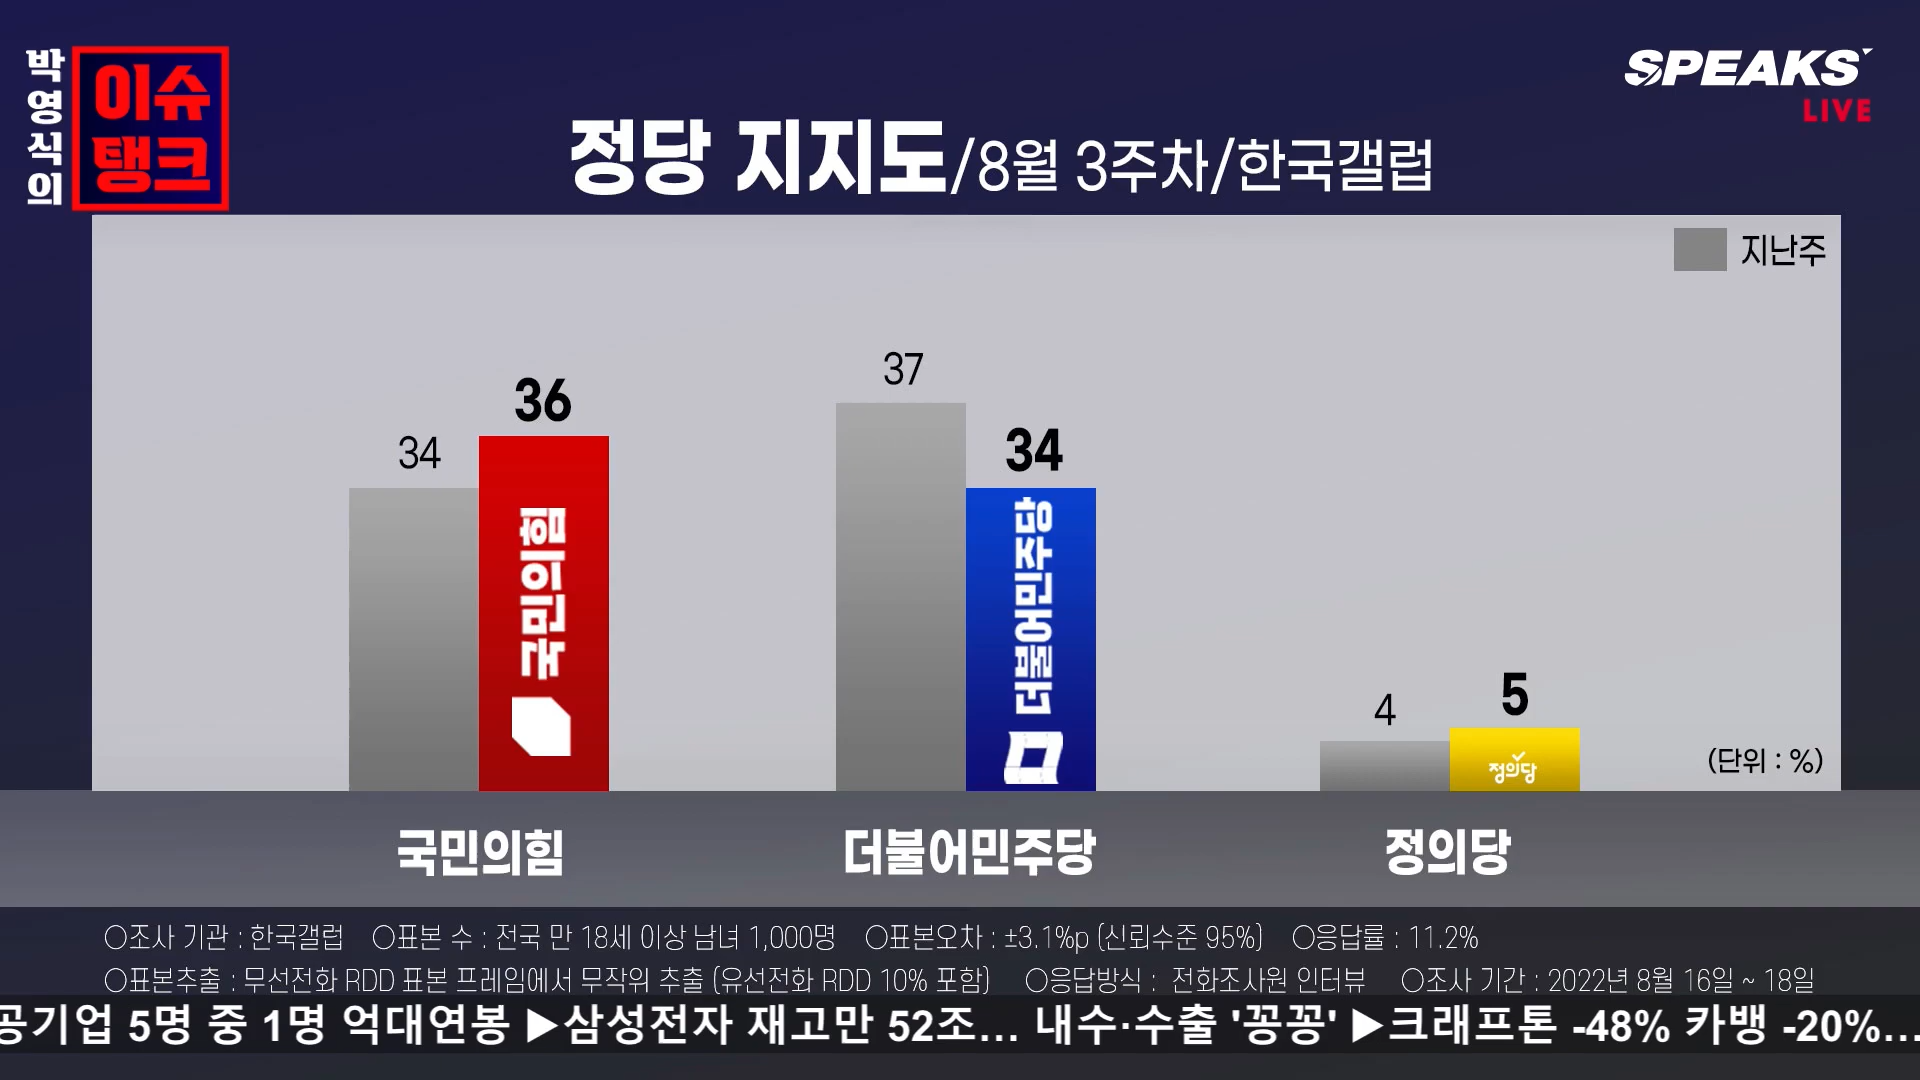 박영식의
이슈
탱크
SPEAKS
LIVE
정당 지지도/8월 3주차/한국갤럽
지난주
34
36
국민의힘
37
34
더불어민주당
4
5
정의당
(단위 : %)
국민의힘
더불어민주당
정의당
○조사 기관 : 한국갤럽 ○표본 수 : 전국 만 18세 이상 남녀 1,000명 ○표본오차 : ±3.1%p (신뢰수준 95%) ○응답률 : 11.2%
○표본추출 : 무선전화 RDD 표본 프레임에서 무작위 추출 (유선전화 RDD 10% 포함) ○응답방식 : 전화조사원 인터뷰 ○조사 기간 : 2022년 8월 16일 ~ 18일
공기업 5명 중 1명 억대연봉 ▶삼성전자 재고만 52조... 내수·수출 '꽁꽁' ▶크래프톤 -48% 카뱅 -20%...